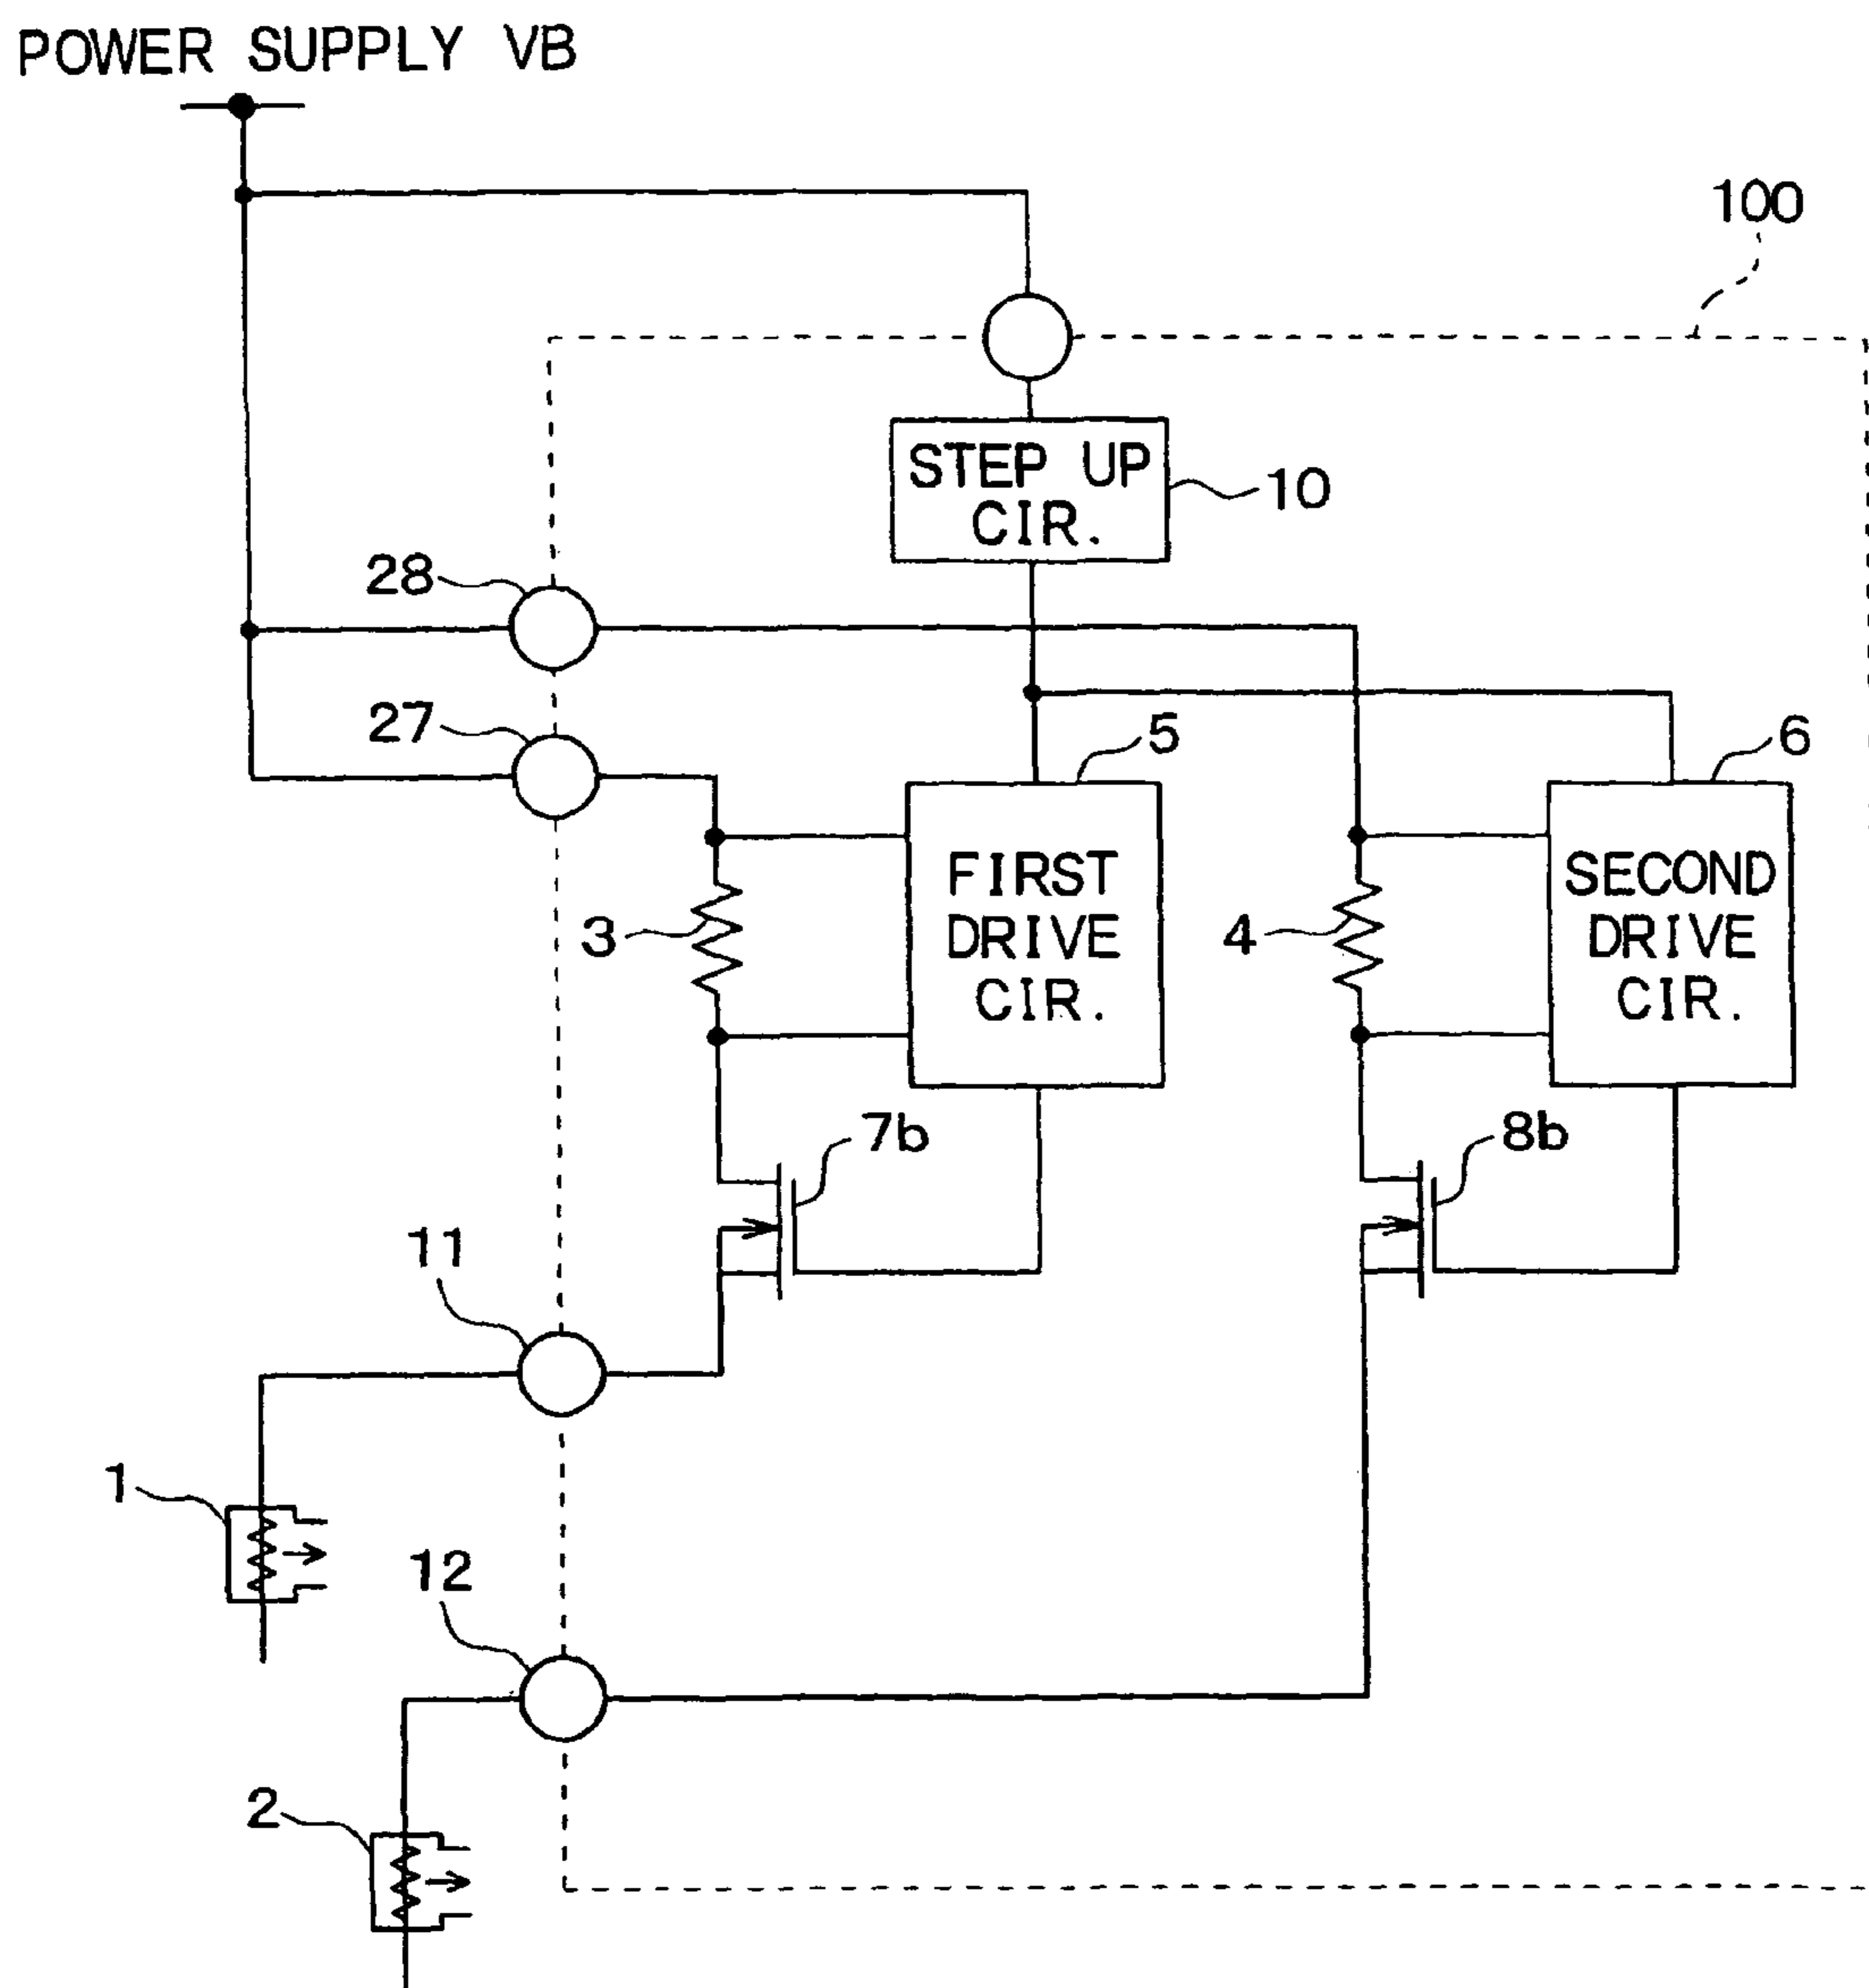 POWER SUPPLY VB
100
STEP UP
CIR.
10
28
27
5
6
FIRST
DRIVE
CIR.
3
SECOND
DRIVE
CIR.
4
7b
8b
11
1
12
2